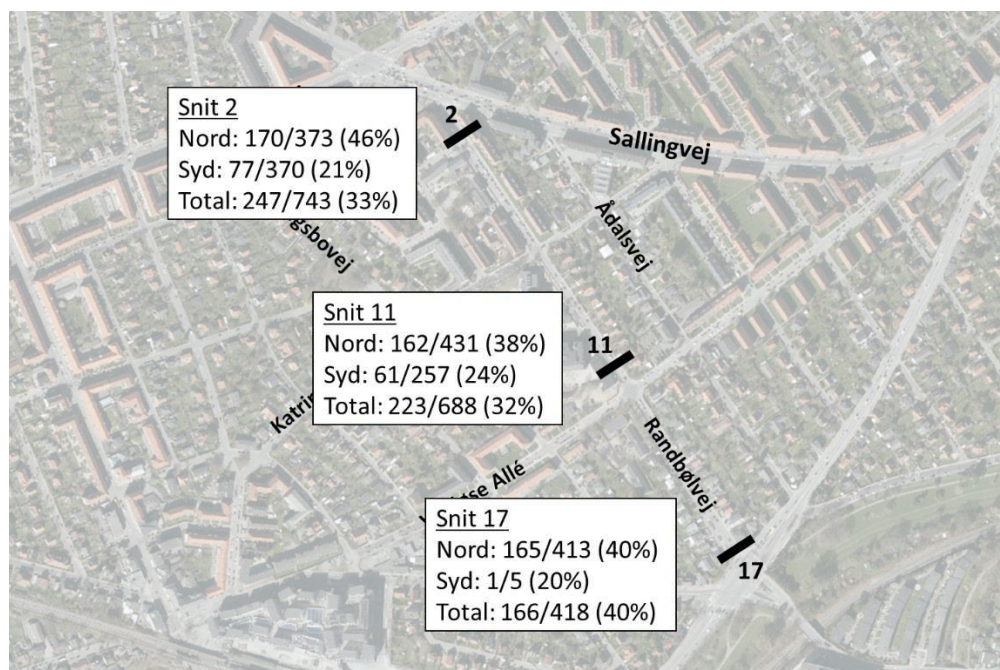 Snit 2
Nord: 170/373 (46%)
Syd: 77/370 (21%)
Total: 247/743 (33%)
2
Sallingvej
Ådalsvej
Snit 11
Nord: 162/431 (38%)
Syd: 61/257 (24%)
Total: 223/688 (32%)
11
Randbølvej
Allé
Snit 17
Nord: 165/413 (40%)
Syd: 1/5 (20%)
Total: 166/418 (40%)
17